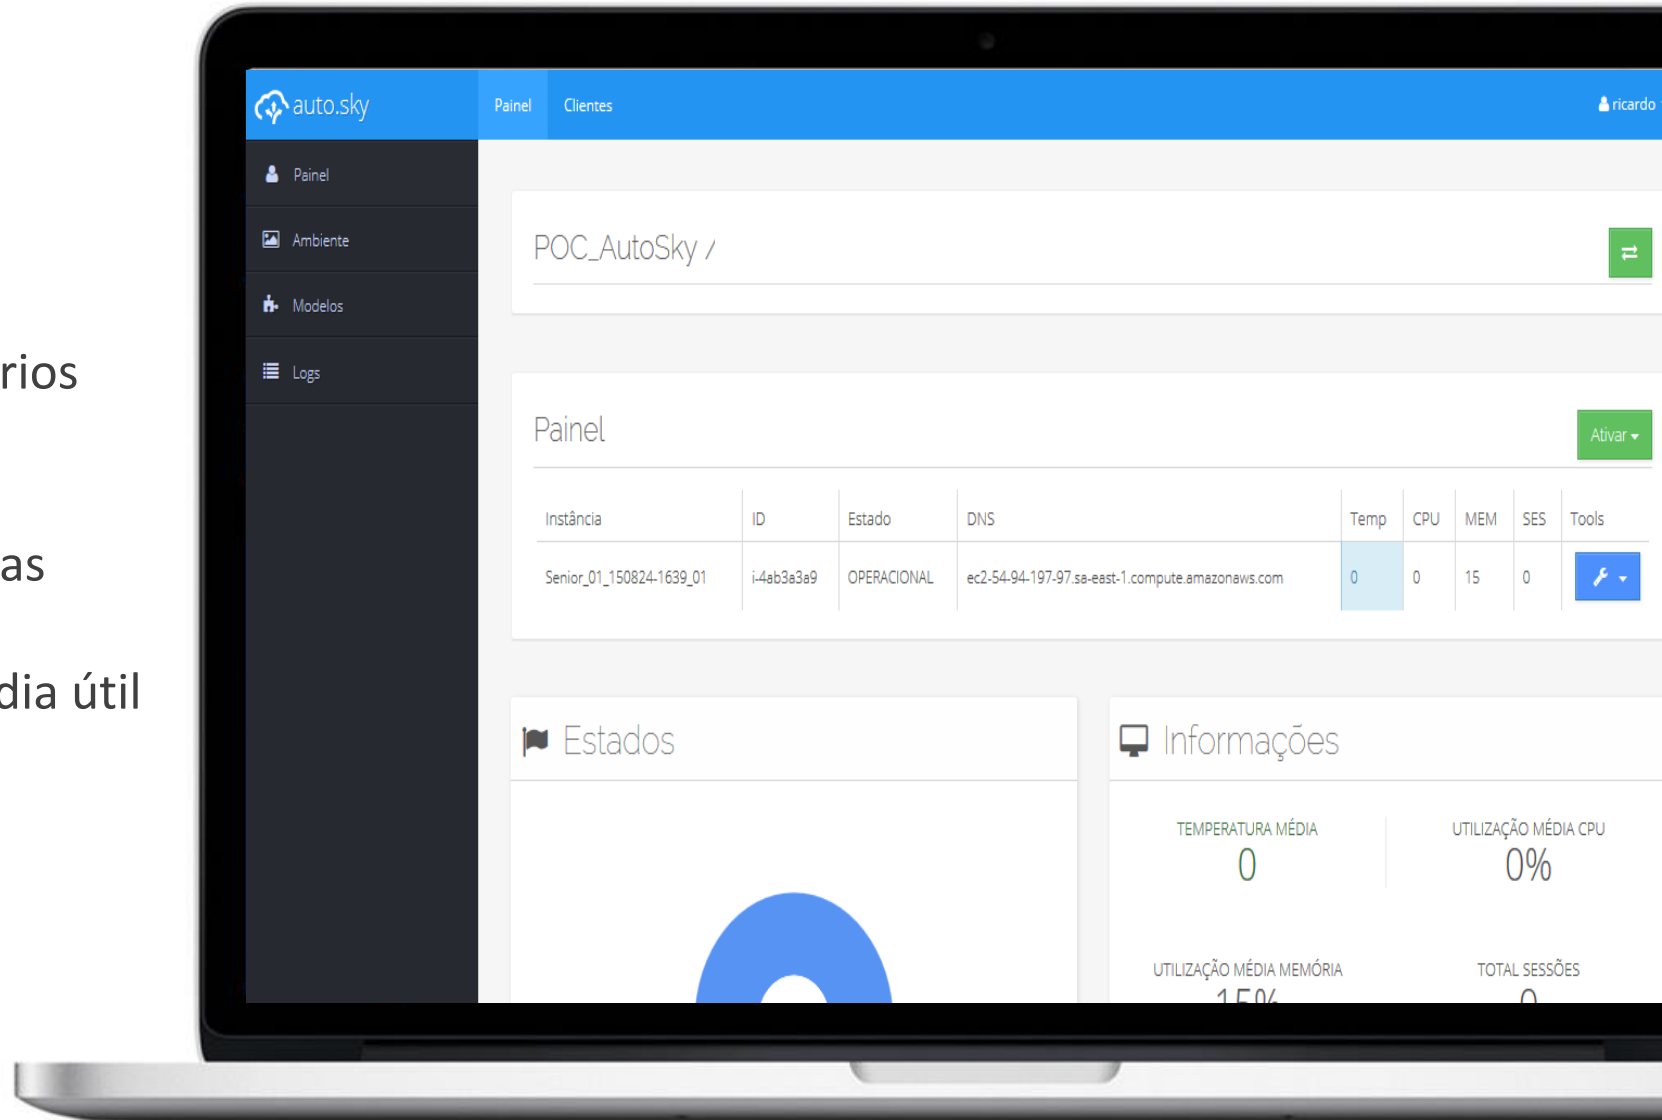 auto.sky
Painel Clientes
ricardo
Painel
Ambiente
Modelos
Logs
rios
as
dia útil
POC_AutoSky /
Painel
Ativar
Instância ID Estado DNS Temp CPU MEM SES Tools
Senior_01_150824-1639_01 i-4ab3a3a9 OPERACIONAL ec2-54-94-197-97.sa-east-1.compute.amazonaws.com 0 0 15 0
Estados
Informações
TEMPERATURA MÉDIA UTILIZAÇÃO MÉDIA CPU
0 0%
UTILIZAÇÃO MÉDIA MEMÓRIA TOTAL SESSÕES
15% 0